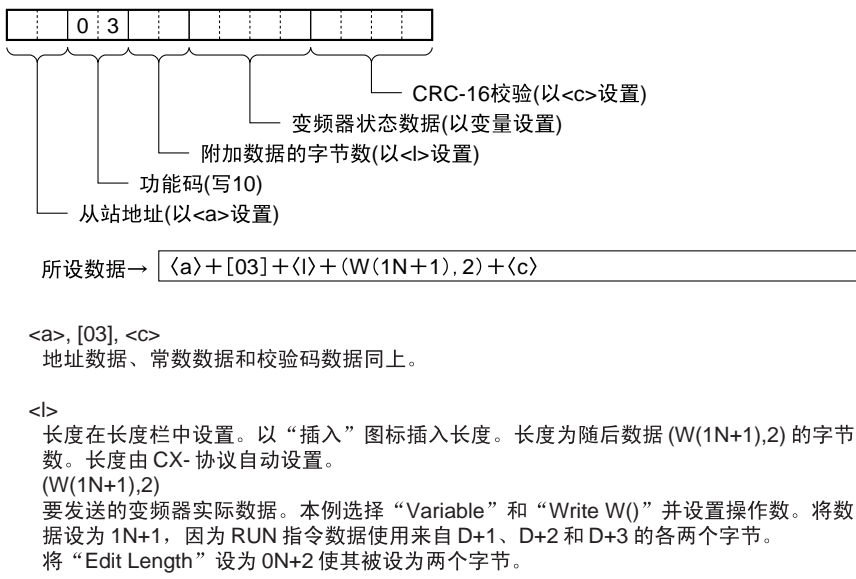 0 3
CRC-16校验(以<c>设置)
变频器状态数据(以变量设置)
附加数据的字节数(以<l>设置)
功能码(写10)
从站地址(以<a>设置)
所设数据→ 〈a〉＋[03]＋〈l〉＋(W(1N＋1),2)＋〈c〉
<a>, [03], <c>
地址数据、常数数据和校验码数据同上。
<l>
长度在长度栏中设置。以“插入”图标插入长度。长度为随后数据 (W(1N+1),2) 的字节
数。长度由 CX- 协议自动设置。
(W(1N+1),2)
要发送的变频器实际数据。本例选择“Variable”和“Write W()”并设置操作数。将数
据设为 1N+1，因为 RUN 指令数据使用来自 D+1、D+2 和 D+3 的各两个字节。
将“Edit Length”设为 0N+2 使其被设为两个字节。